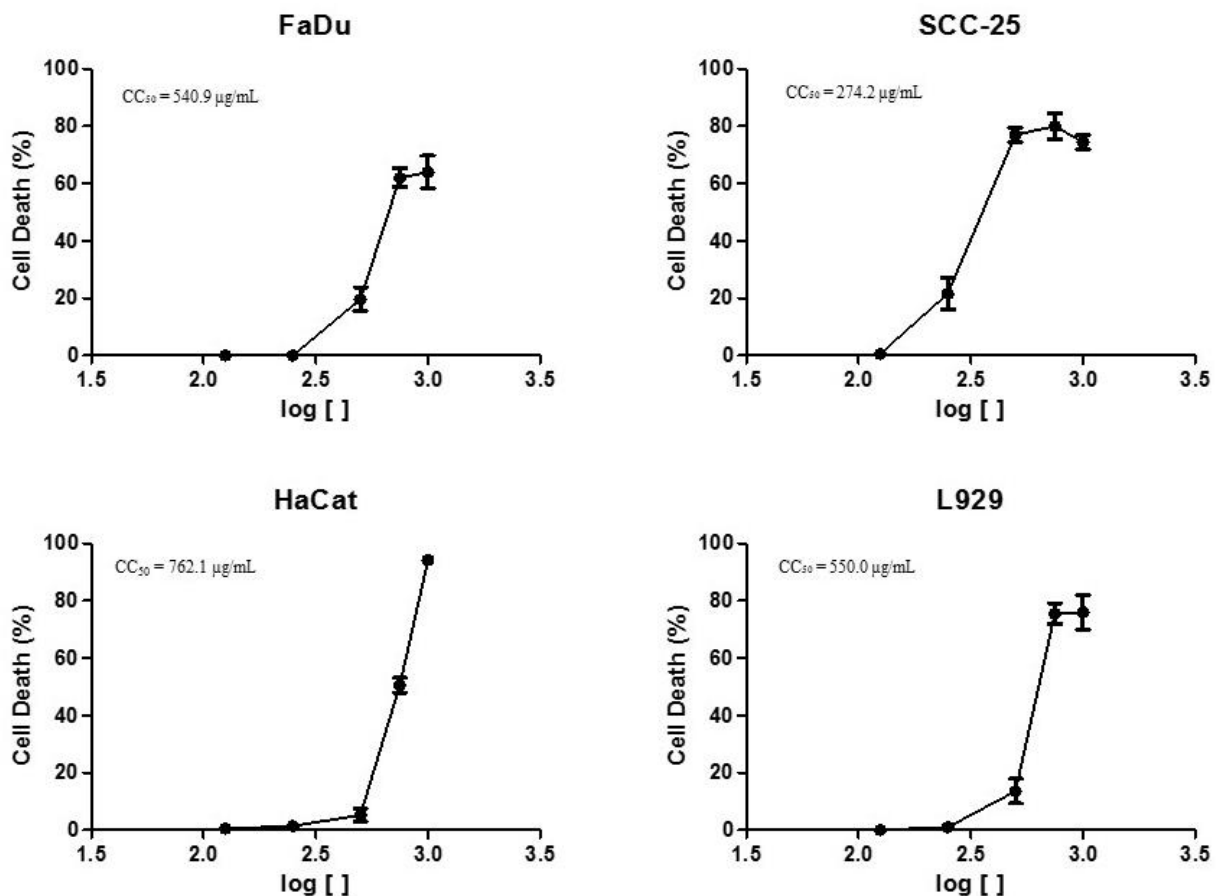 FaDu
CC₅₀ = 540.9 µg/mL
Cell Death (%)
100
80
60
40
20
0
1.5 2.0 2.5 3.0 3.5
log [ ]
SCC-25
CC₅₀ = 274.2 µg/mL
Cell Death (%)
100
80
60
40
20
0
1.5 2.0 2.5 3.0 3.5
log [ ]
HaCat
CC₅₀ = 762.1 µg/mL
Cell Death (%)
100
80
60
40
20
0
1.5 2.0 2.5 3.0 3.5
log [ ]
L929
CC₅₀ = 550.0 µg/mL
Cell Death (%)
100
80
60
40
20
0
1.5 2.0 2.5 3.0 3.5
log [ ]